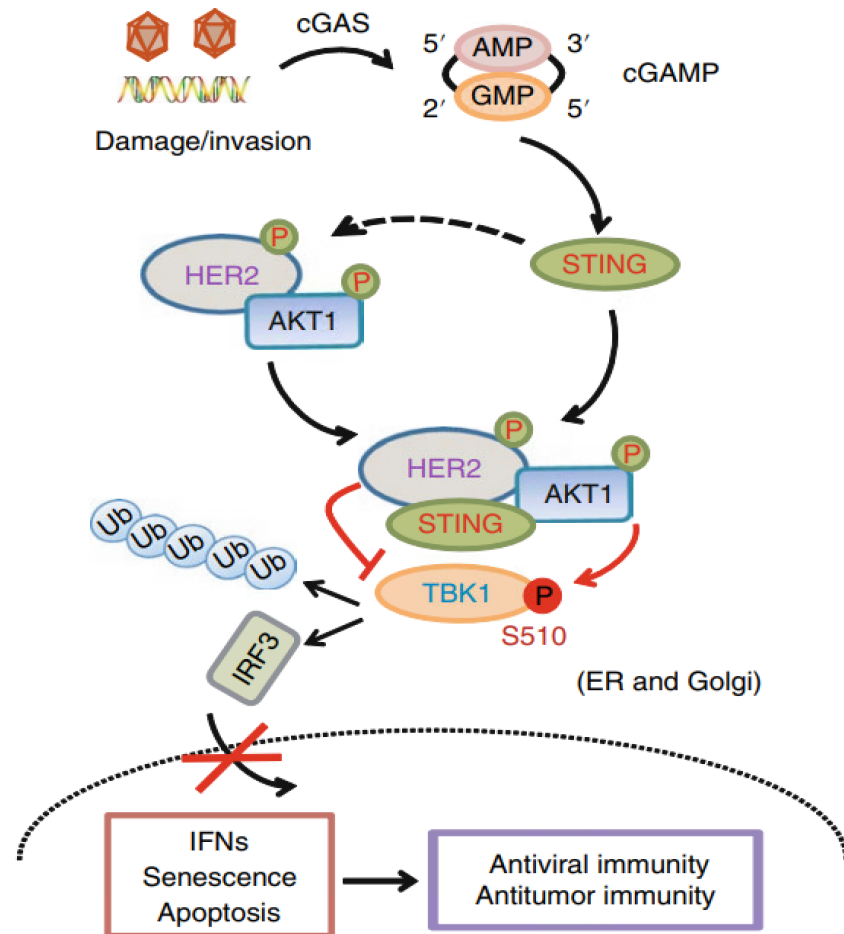 cGAS
5′ AMP 3′
cGAMP
2′ GMP 5′
Damage/invasion
P
HER2
P
AKT1
STING
P
HER2
P
AKT1
STING
Ub
Ub
Ub
Ub
Ub
TBK1
P
S510
IRF3
(ER and Golgi)
IFNs
Senescence
Apoptosis
Antiviral immunity
Antitumor immunity